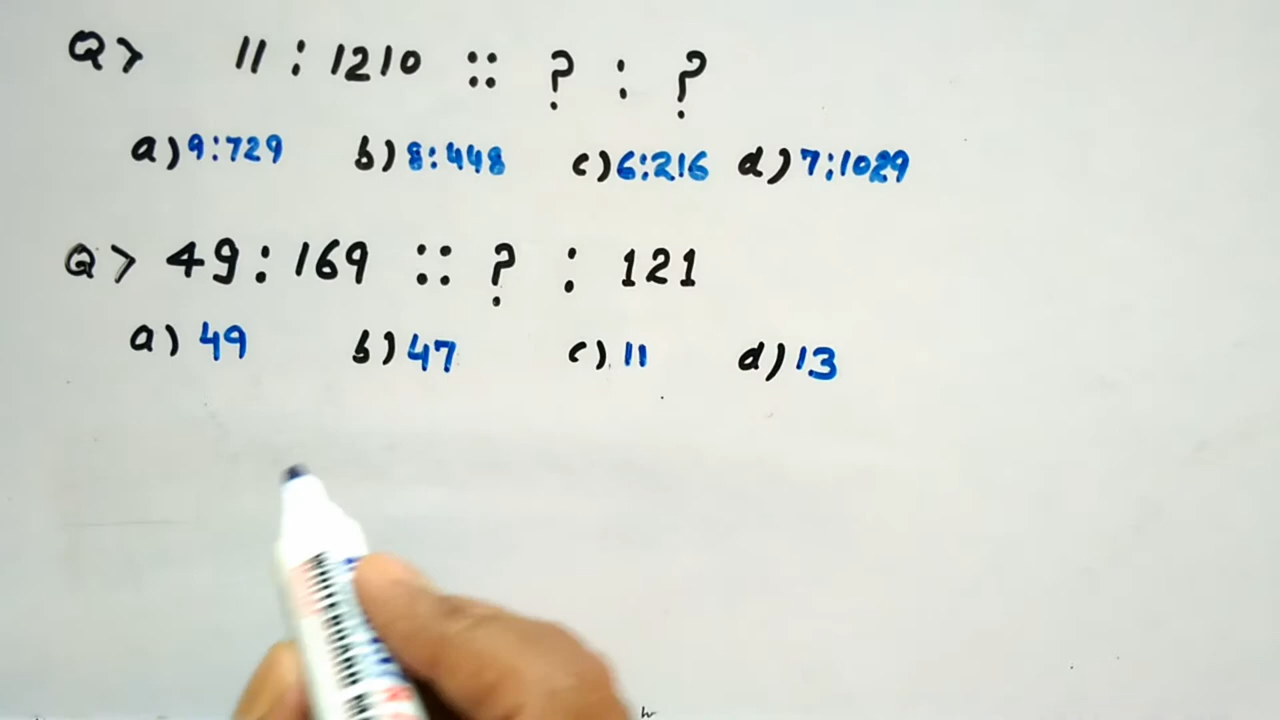 Q> 11 : 1210 :: ? : ?
a) 9:729 b) 8:448 c) 6:216 d) 7:1029
Q> 49 : 169 :: ? : 121
a) 49 b) 47 c) 11 d) 13